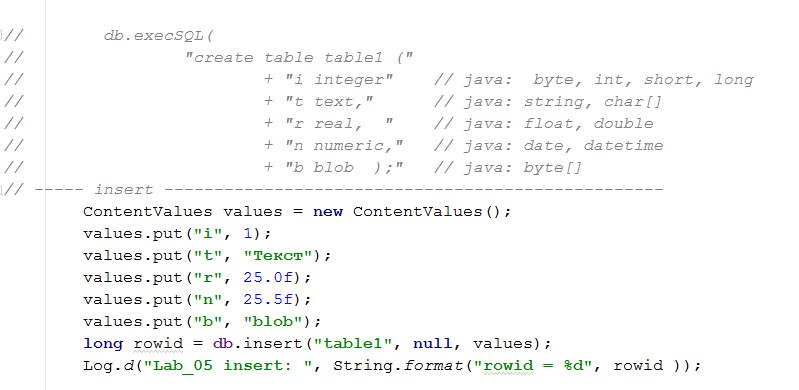 //        db.execSQL(
//                "create table table1 ("
//                        + "i integer"    // java:  byte, int, short, long
//                        + "t text,"      // java: string, char[]
//                        + "r real,  "    // java: float, double
//                        + "n numeric,"   // java: date, datetime
//                        + "b blob  );"   // java: byte[]
// ----- insert --------------------------------------------------
ContentValues values = new ContentValues();
values.put("i", 1);
values.put("t", "Текст");
values.put("r", 25.0f);
values.put("n", 25.5f);
values.put("b", "blob");
long rowid = db.insert("table1", null, values);
Log.d("Lab_05 insert: ", String.format("rowid = %d", rowid ));